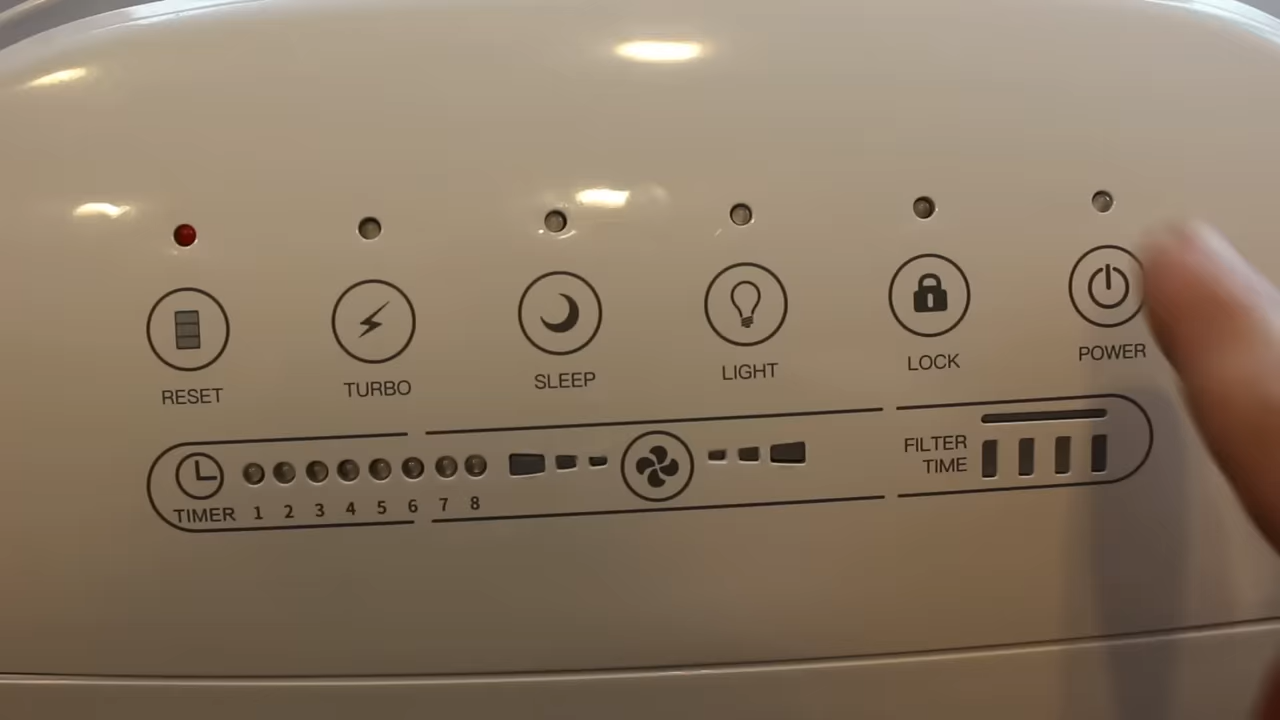 RESET TURBO SLEEP LIGHT LOCK POWER
TIMER 1 2 3 4 5 6 7 8
FILTER
TIME